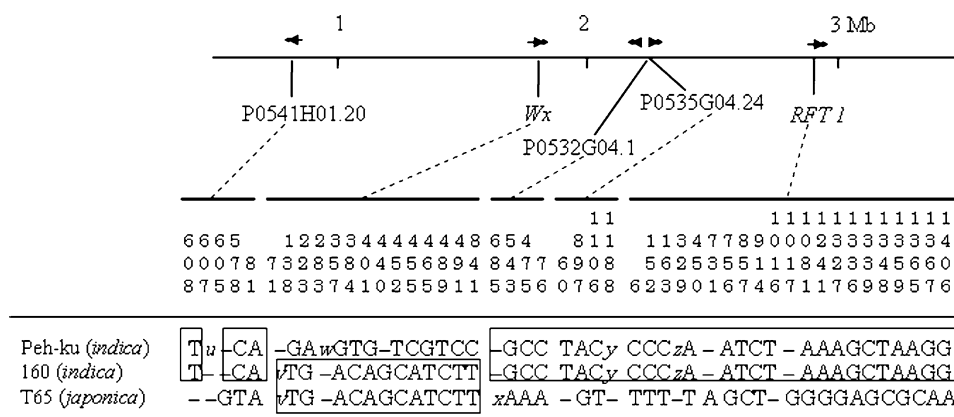 1 2 3 Mb
P0541H01.20 Wx P0532G04.1 P0535G04.24 RFT1
1 1 1 1 1 1 1 1 1 1 1 1 1 1
6 6 6 5 1 2 2 3 3 4 4 4 4 4 4 4 8 6 5 4 8 1 1 1 1 3 4 7 7 8 9 0 0 0 2 3 3 3 3 3 3 3 4
0 0 0 7 8 7 3 2 8 5 8 0 4 5 5 6 8 9 4 8 4 7 7 6 9 0 8 5 6 2 5 3 5 5 1 1 8 4 2 3 3 4 5 6 6 0
8 7 5 8 1 1 8 3 3 7 4 1 0 2 5 5 9 1 1 5 3 5 6 0 7 6 8 6 2 3 9 0 1 6 7 4 6 7 1 1 7 6 9 8 9 5 7 6
Peh-ku (indica) Tu-CA -GAwGTG-TCGTCC -GCC TACy CCCzA-ATCT-AAAGCTAAGG
160 (indica) T--CA vTG-ACAGCATCTT -GCC TACy CCCzA-ATCT-AAAGCTAAGG
T65 (japonica) --GTA vTG-ACAGCATCTT xAAA -GT- TTT-TAGCT-GGGGAGCGCAA